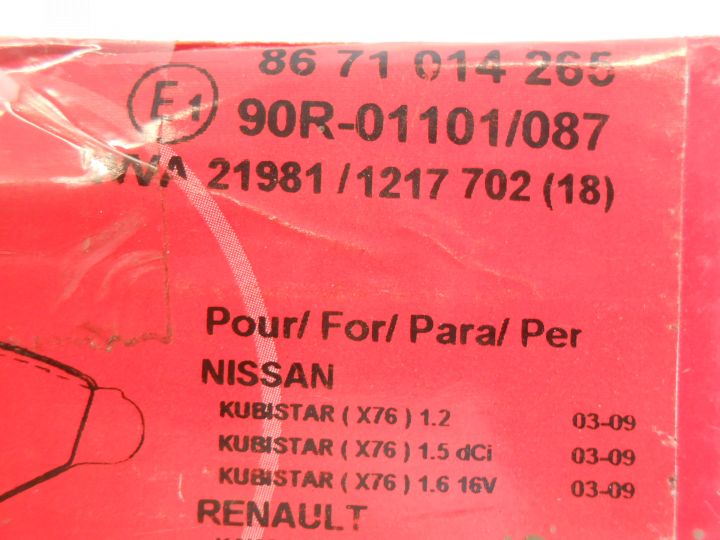 86 71 014 265
E1 90R-01101/087
WVA 21981 / 1217 702 (18)
Pour/ For/ Para/ Per
NISSAN
KUBISTAR ( X76 ) 1.2 03-09
KUBISTAR ( X76 ) 1.5 dCi 03-09
KUBISTAR ( X76 ) 1.6 16V 03-09
RENAULT